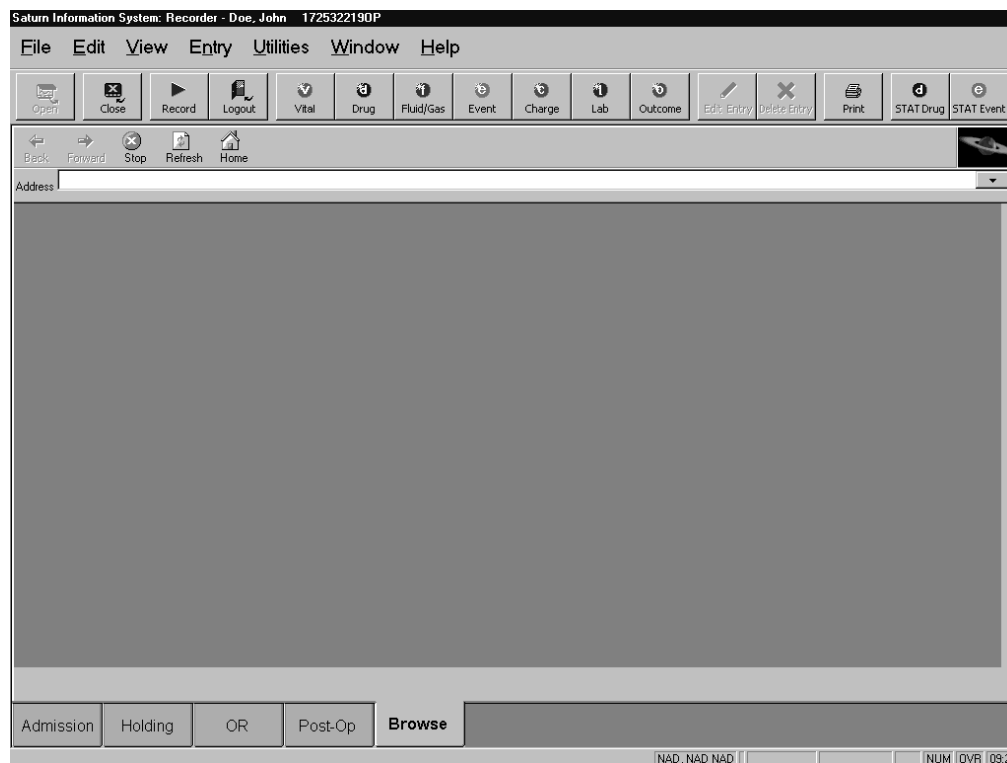 Saturn Information System: Recorder - Doe, John 172532219OP
File Edit View Entry Utilities Window Help
Open Close Record Logout Vital Drug Fluid/Gas Event Charge Lab Outcome Edit Entry Delete Entry Print STAT Drug STAT Event
Back Forward Stop Refresh Home
Address
Admission Holding OR Post-Op Browse
NAD, NAD NAD NUM OVR